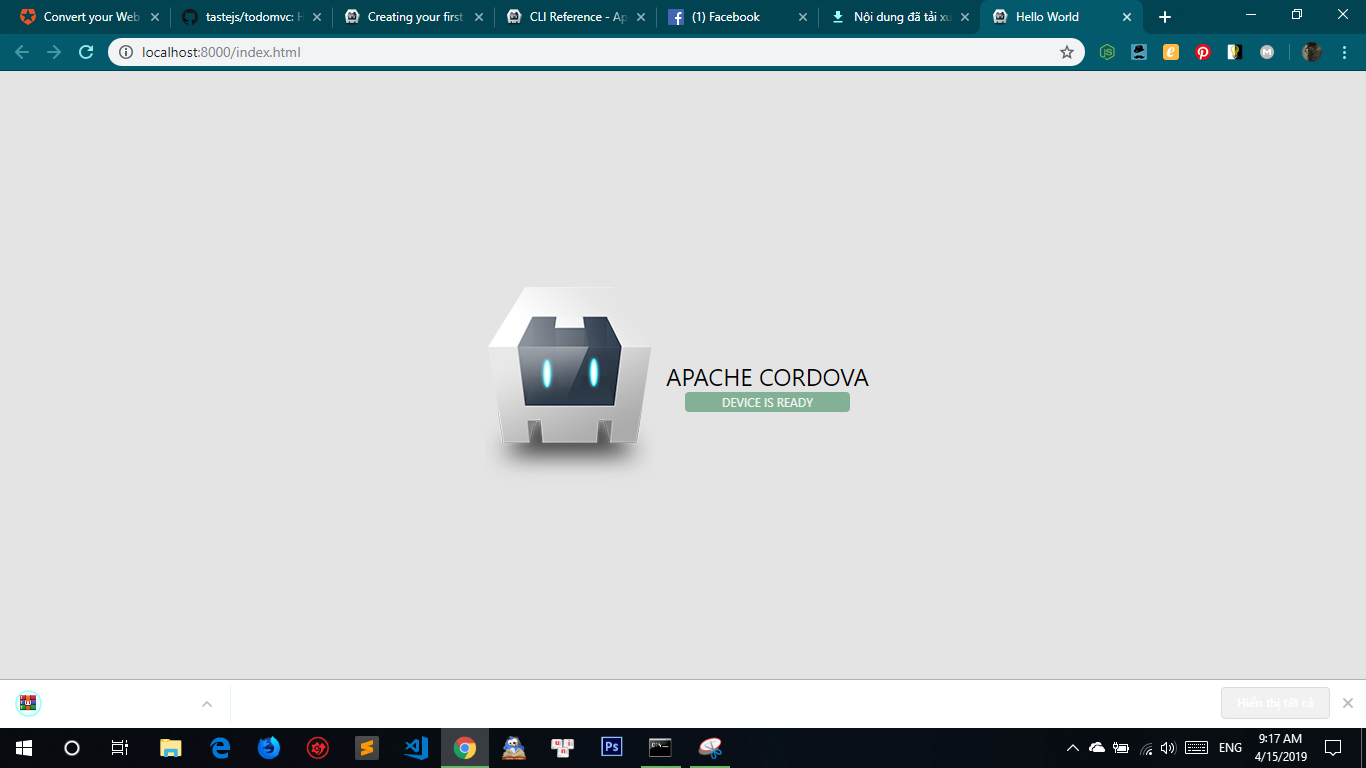 Convert your Web
tastejs/todomvc: H
Creating your first
CLI Reference - Ap
(1) Facebook
Nội dung đã tải xu
Hello World
localhost:8000/index.html
APACHE CORDOVA
DEVICE IS READY
Hiển thị tất cả
ENG
9:17 AM
4/15/2019